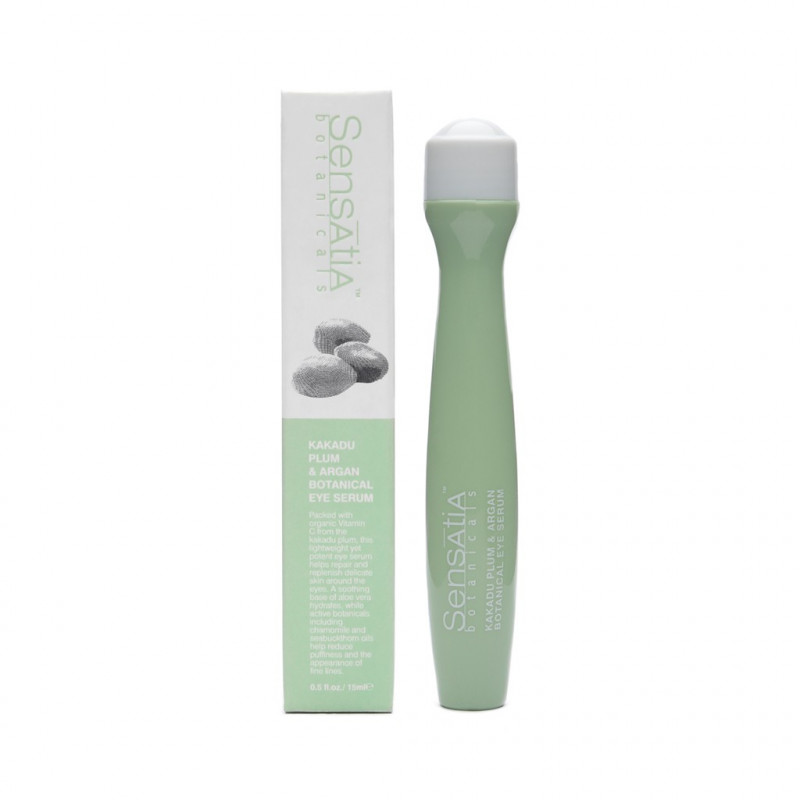 SensAtiA™
botanicals
KAKADU
PLUM
& ARGAN
BOTANICAL
EYE SERUM
Packed with
organic Vitamin
C from the
kakadu plum, this
lightweight yet
potent eye serum
helps repair and
replenish delicate
skin around the
eyes. A soothing
base of aloe vera
hydrates, while
active botanicals
including
chamomile and
seabuckthorn oils
help reduce
puffiness and the
appearance of
fine lines.
0.5 fl.oz./ 15ml℮
SensAtiA™
botanicals
KAKADU PLUM & ARGAN
BOTANICAL EYE SERUM